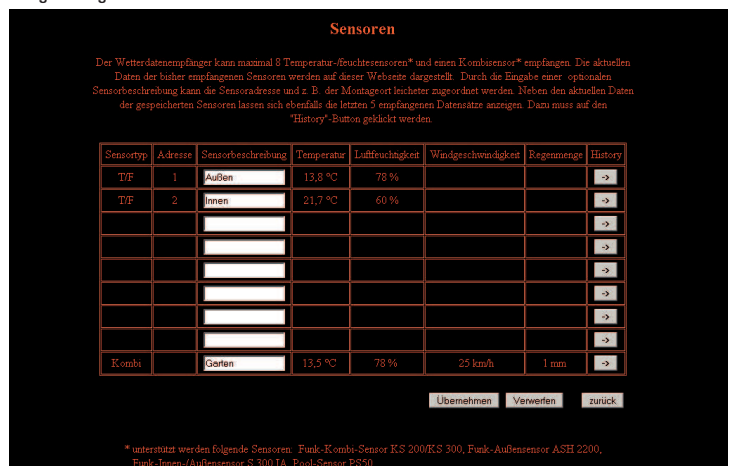 Sensoren
Der Wetterdatenempfänger kann maximal 8 Temperatur-/feuchtesensoren* und einen Kombisensor* empfangen. Die aktuellen
Daten der bisher empfangenen Sensoren werden auf dieser Webseite dargestellt. Durch die Eingabe einer optionalen
Sensorbeschreibung kann die Sensoradresse und z. B. der Montageort leicheter zugeordnet werden. Neben den aktuellen Daten
der gespeicherten Sensoren lassen sich ebenfalls die letzten 5 empfangenen Datensätze anzeigen. Dazu muss auf den
"History"-Button geklickt werden.
Sensortyp Adresse Sensorbeschreibung Temperatur Luftfeuchtigkeit Windgeschwindigkeit Regenmenge History
T/F 1 Außen 13,8 °C 78 % ->
T/F 2 Innen 21,7 °C 60 % ->
->
->
->
->
->
->
Kombi Garten 13,5 °C 78 % 25 km/h 1 mm ->
Übernehmen Verwerfen zurück
* unterstützt werden folgende Sensoren: Funk-Kombi-Sensor KS 200/KS 300, Funk-Außensensor ASH 2200,
Funk-Innen-/Außensensor S 300 IA, Pool-Sensor PS50